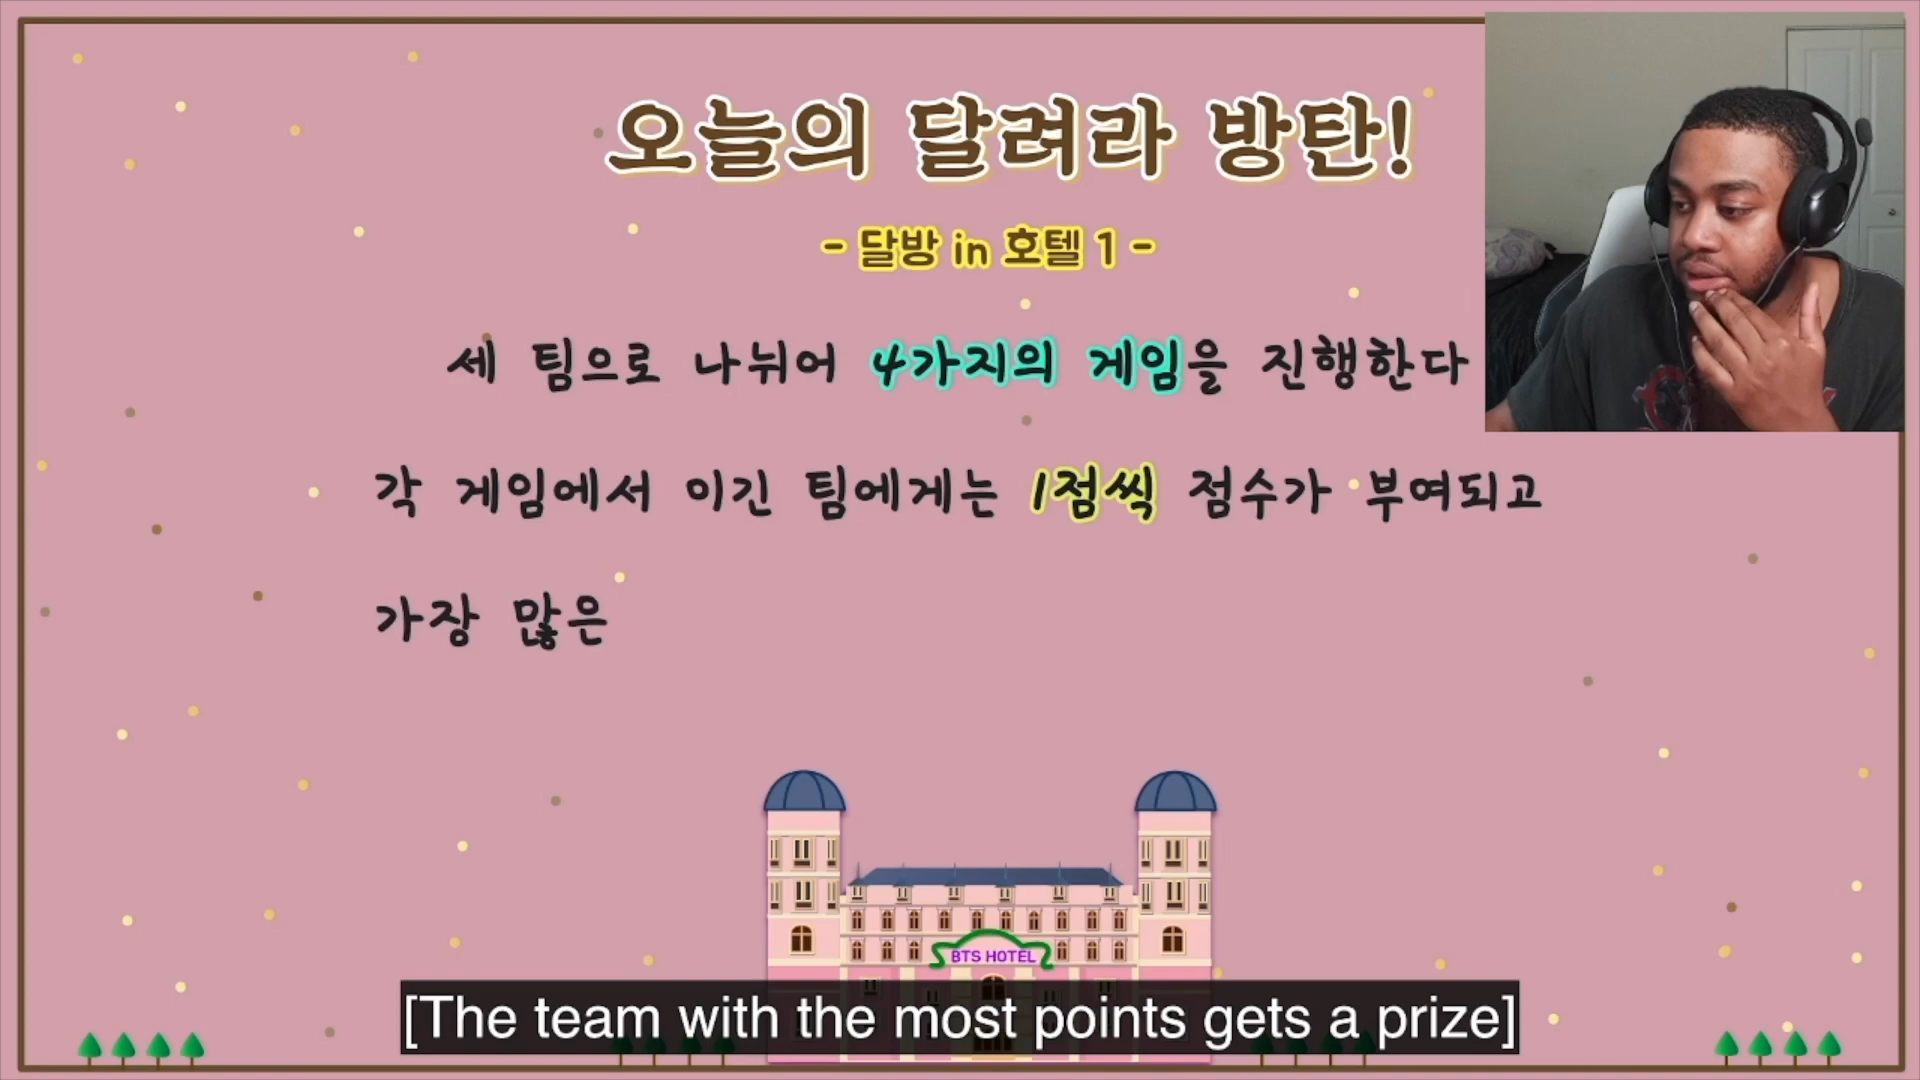 오늘의 달려라 방탄!
- 달방 in 호텔 1 -
세 팀으로 나뉘어 4가지의 게임을 진행한다
각 게임에서 이긴 팀에게는 1점씩 점수가 부여되고
가장 많은
BTS HOTEL
[The team with the most points gets a prize]